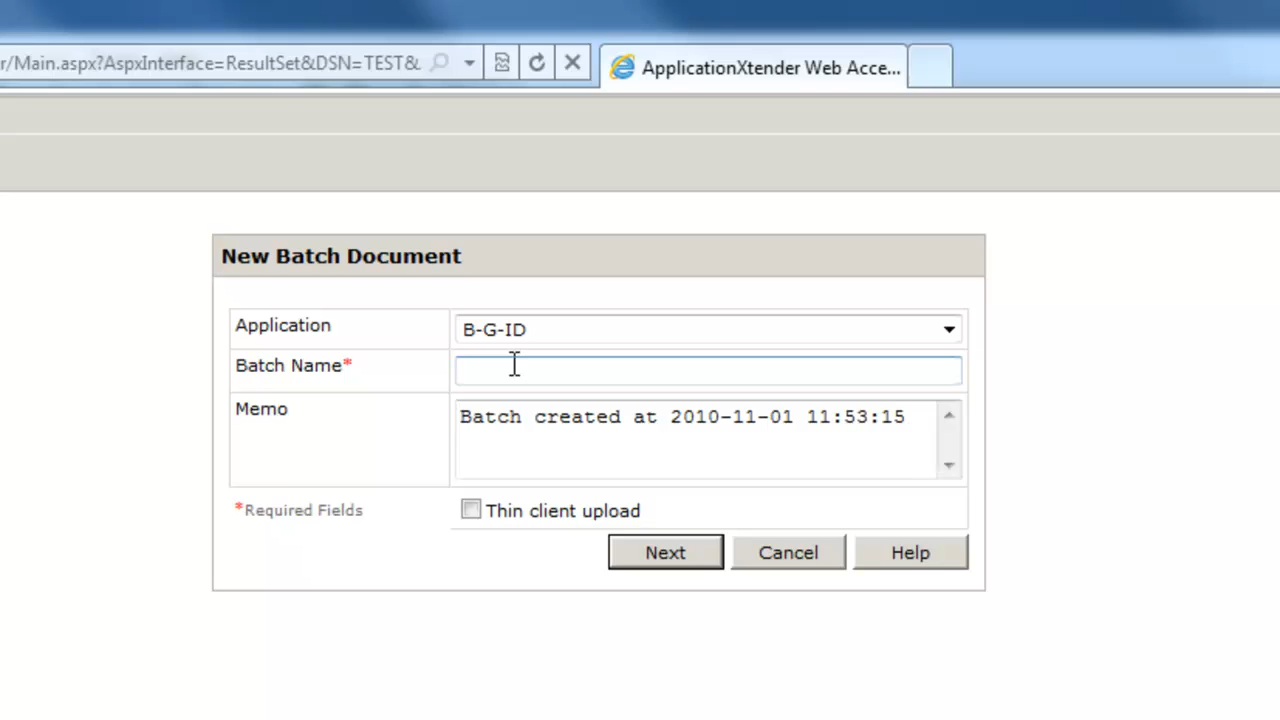 r/Main.aspx?AspxInterface=ResultSet&DSN=TEST&
ApplicationXtender Web Acce...
New Batch Document
Application
B-G-ID
Batch Name*
Memo
Batch created at 2010-11-01 11:53:15
*Required Fields
Thin client upload
Next
Cancel
Help